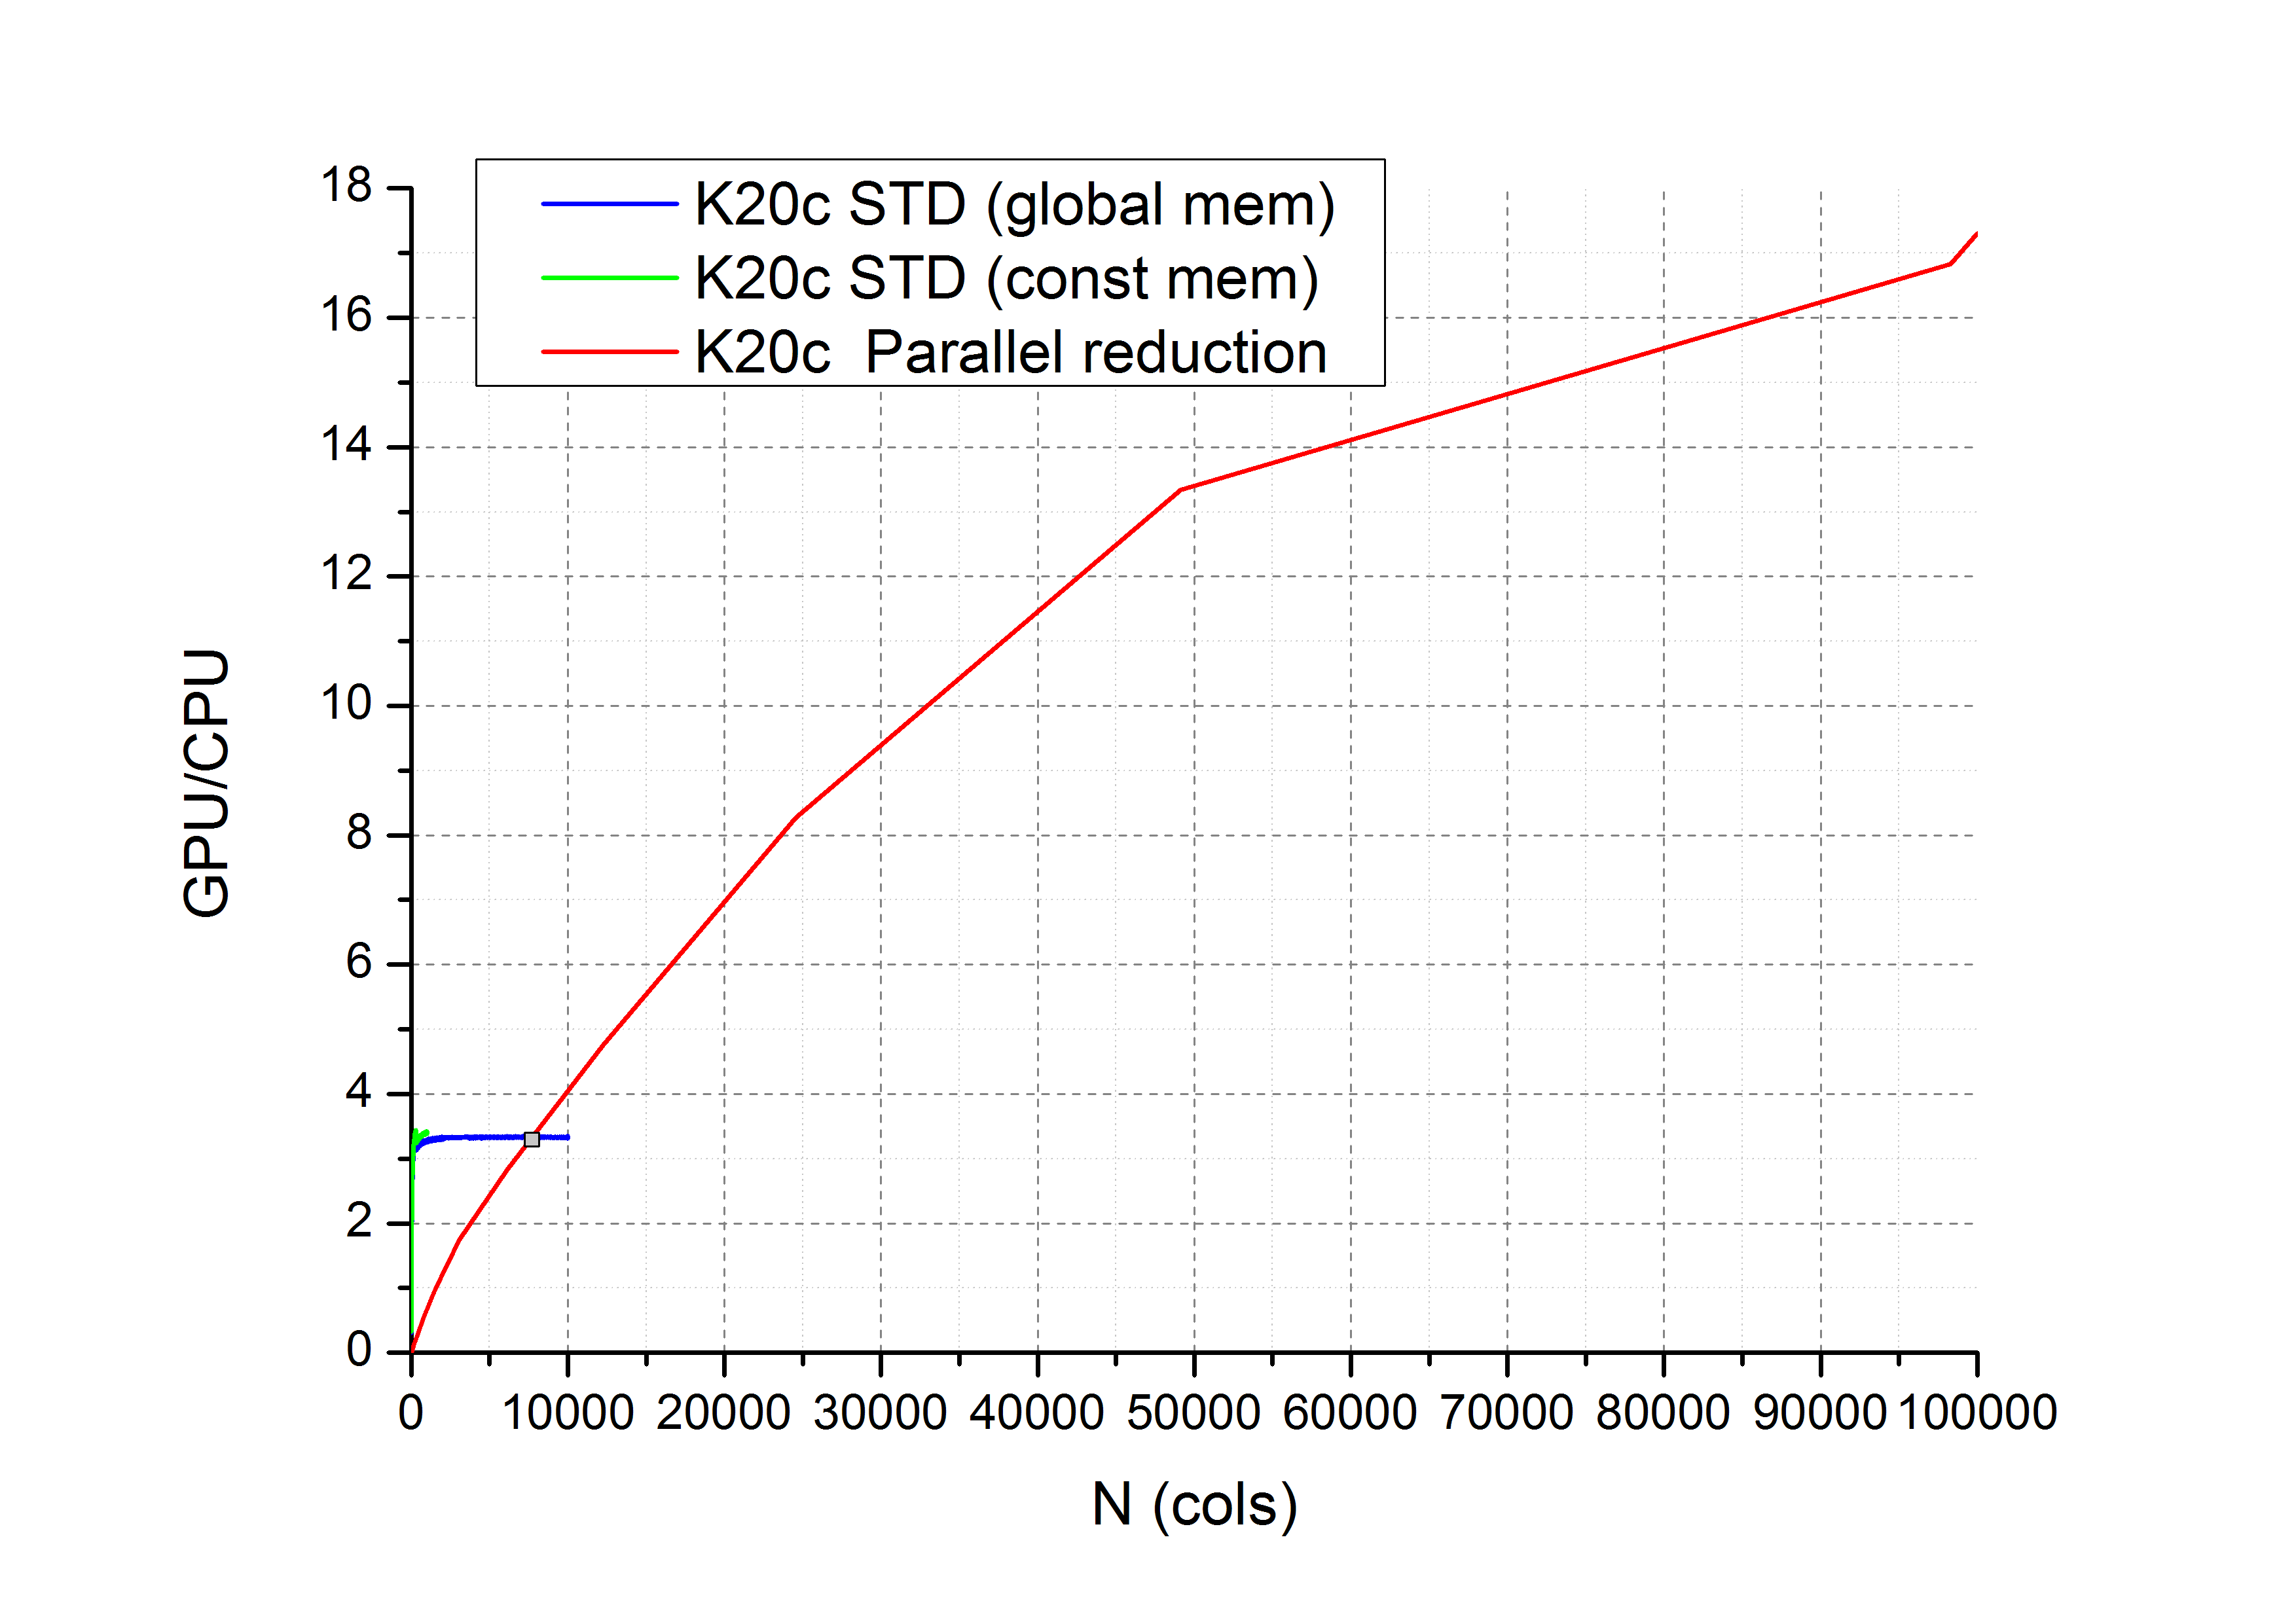 K20c STD (global mem)
K20c STD (const mem)
K20c  Parallel reduction
18
16
14
12
10
8
6
4
2
0
GPU/CPU
0 10000 20000 30000 40000 50000 60000 70000 80000 90000 100000
N (cols)